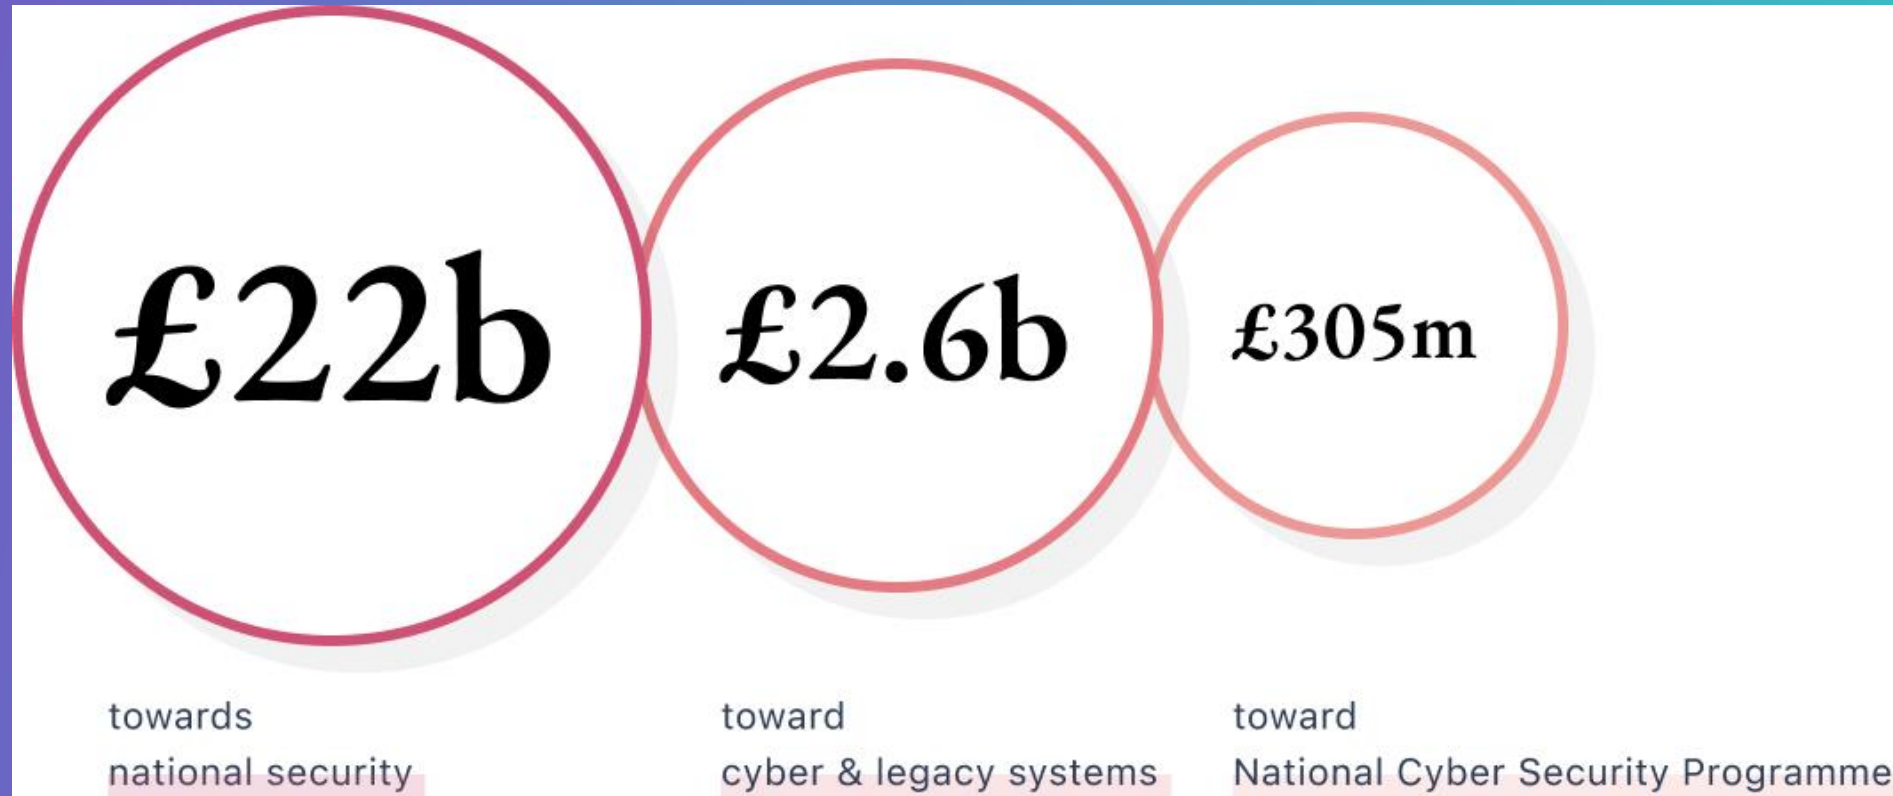 £22b
£2.6b
£305m
towards
national security
toward
cyber & legacy systems
toward
National Cyber Security Programme